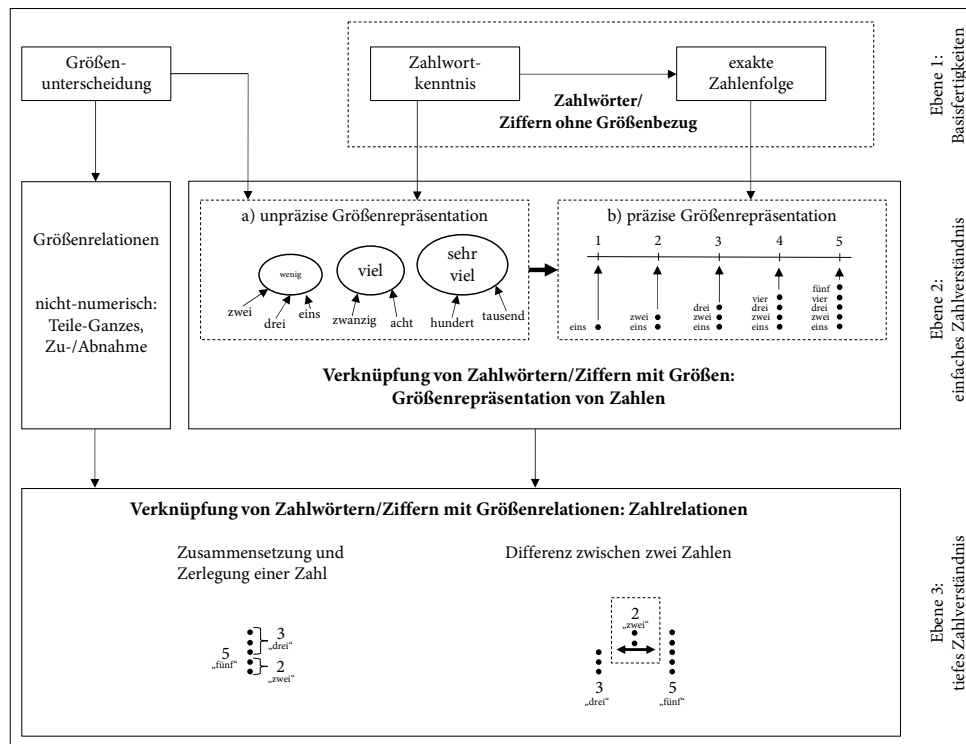 Größen-
unterscheidung
Zahlwort-
kenntnis
exakte
Zahlenfolge
Zahlwörter/
Ziffern ohne Größenbezug
Ebene 1:
Basisfertigkeiten
Größenrelationen
nicht-numerisch:
Teile-Ganzes,
Zu-/Abnahme
a) unpräzise Größenrepräsentation
wenig
viel
sehr
viel
zwei
drei
eins
zwanzig
acht
hundert
tausend
b) präzise Größenrepräsentation
1 2 3 4 5
eins
zwei
eins
drei
zwei
eins
vier
drei
zwei
eins
fünf
vier
drei
zwei
eins
Verknüpfung von Zahlwörtern/Ziffern mit Größen:
Größenrepräsentation von Zahlen
Ebene 2:
einfaches Zahlverständnis
Verknüpfung von Zahlwörtern/Ziffern mit Größenrelationen: Zahlrelationen
Zusammensetzung und
Zerlegung einer Zahl
5
„fünf“
3
„drei“
2
„zwei“
Differenz zwischen zwei Zahlen
2
„zwei“
3
„drei“
5
„fünf“
Ebene 3:
tiefes Zahlverständnis